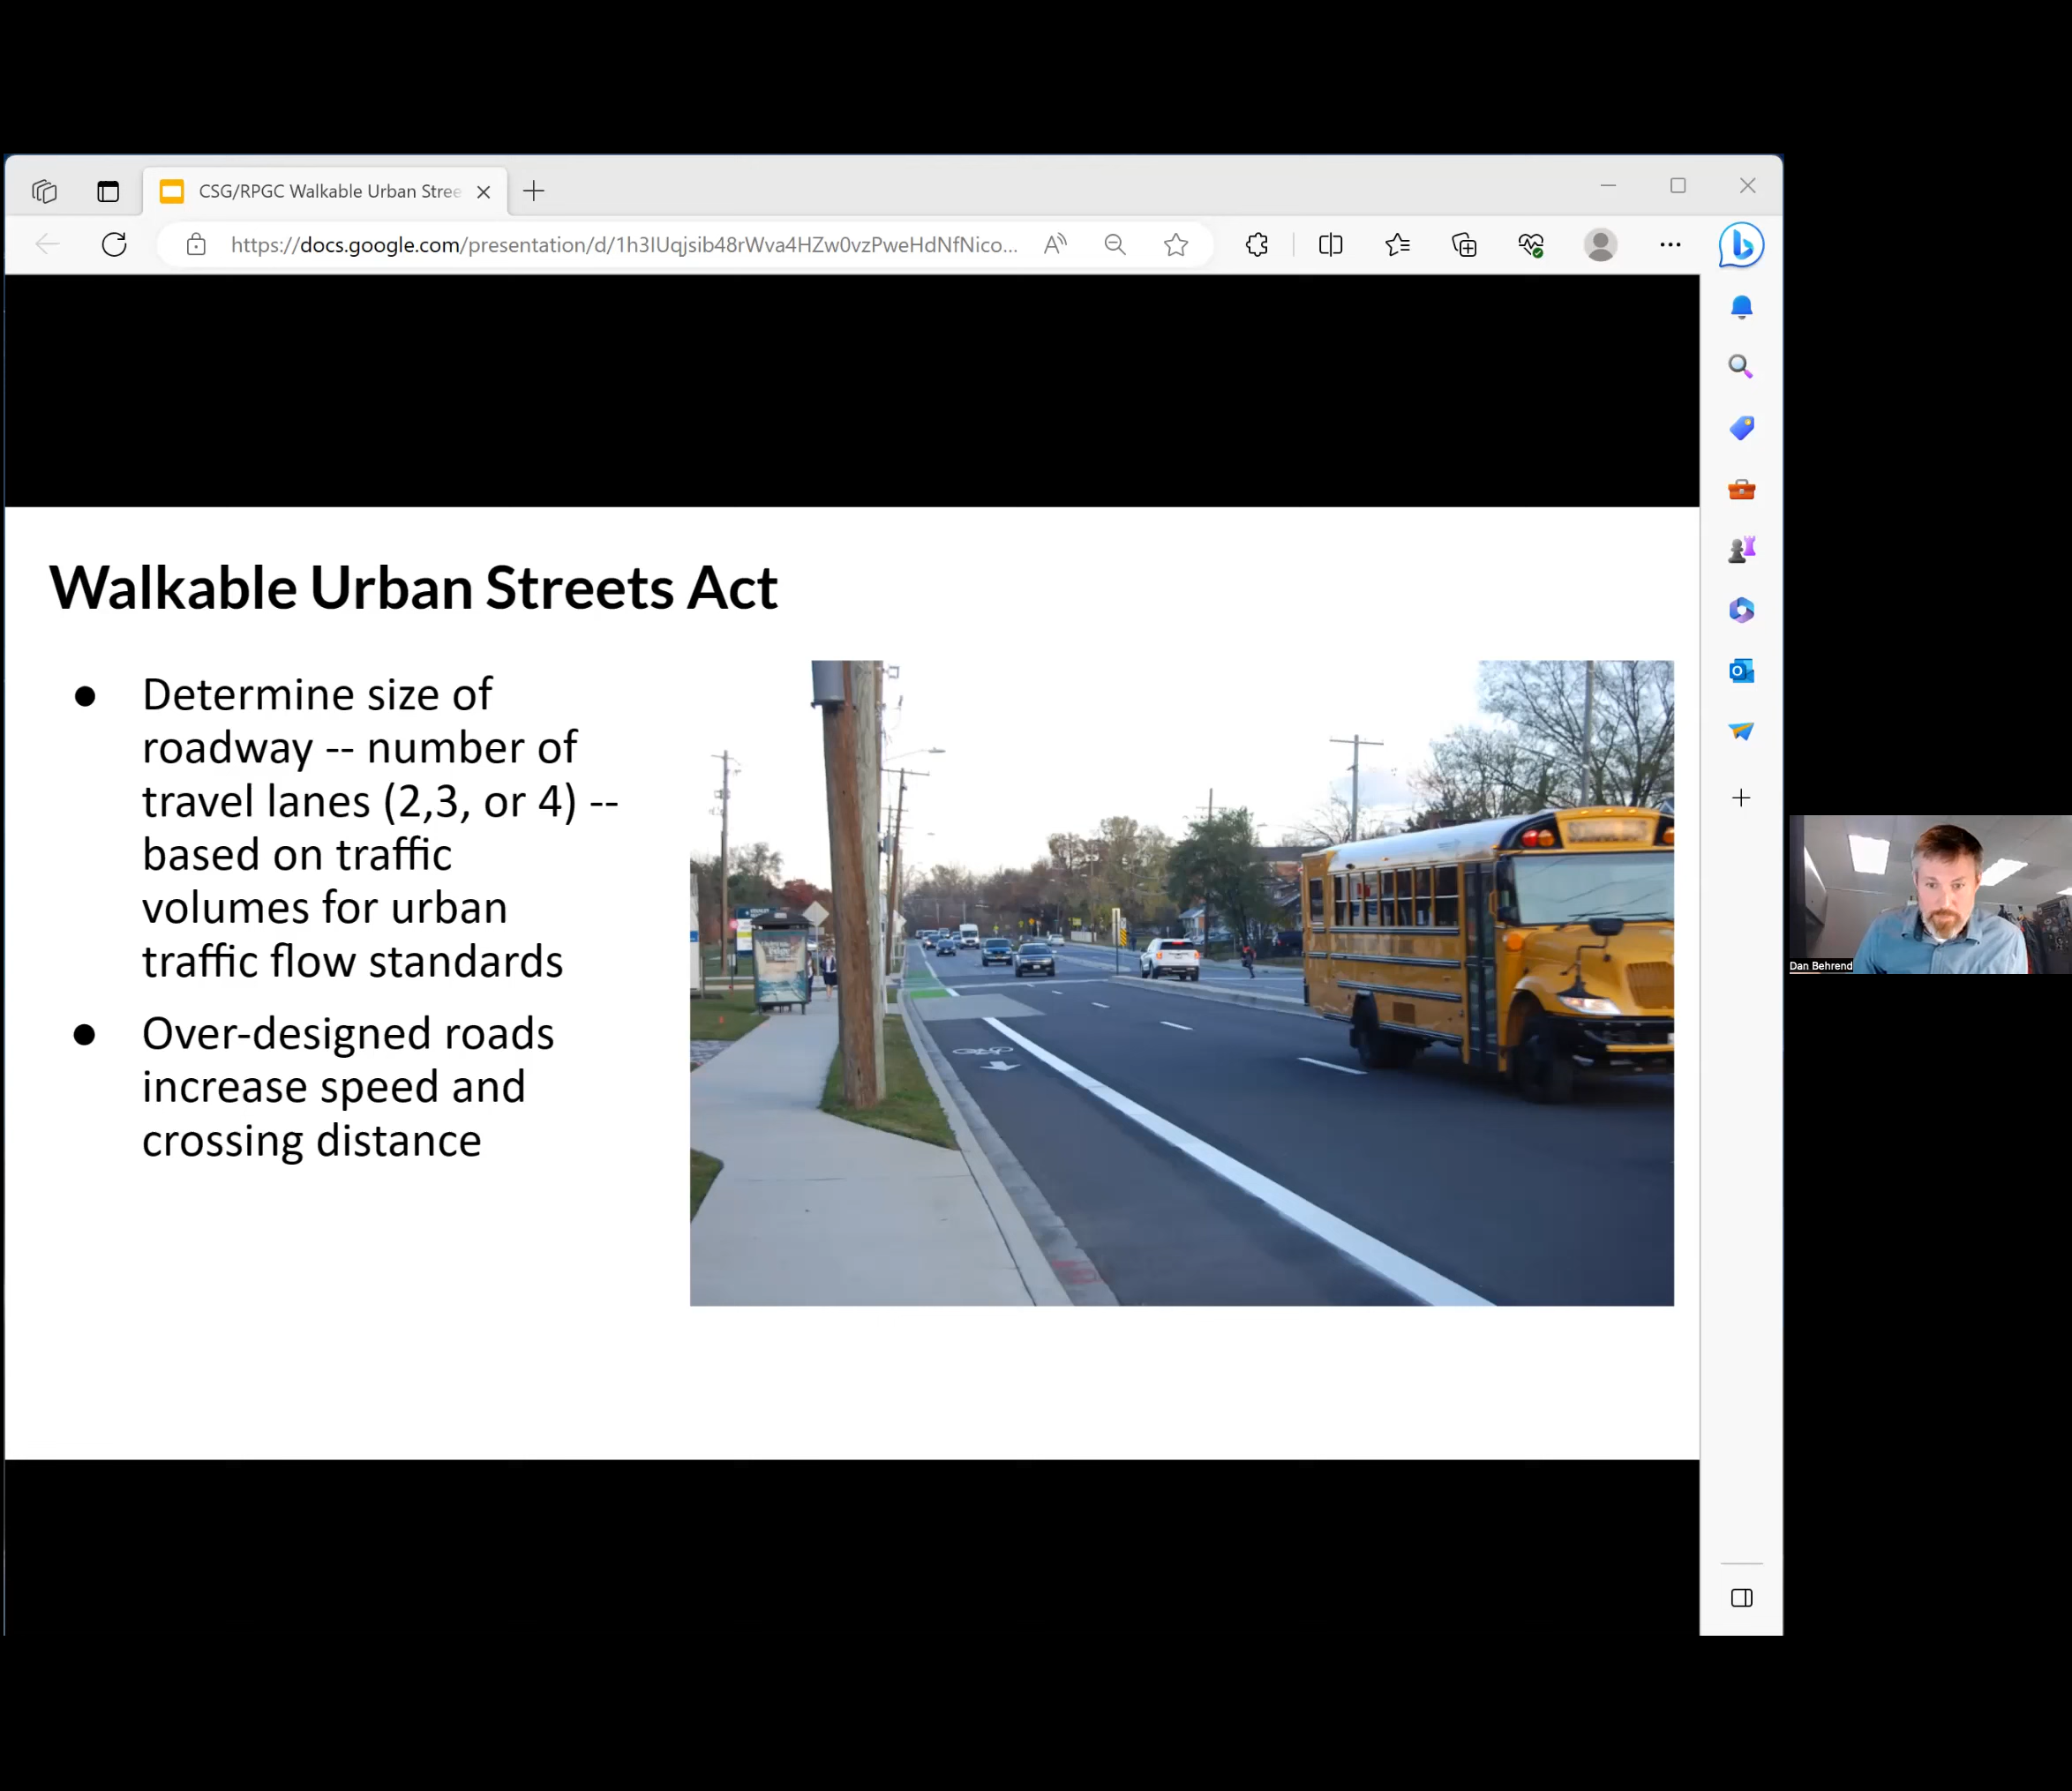 CSG/RPGC Walkable Urban Stree
https://docs.google.com/presentation/d/1h3IUqjsib48rWva4HZw0vzPweHdNfNico...
Walkable Urban Streets Act
● Determine size of
roadway -- number of
travel lanes (2,3, or 4) --
based on traffic
volumes for urban
traffic flow standards
● Over-designed roads
increase speed and
crossing distance
Dan Behrend